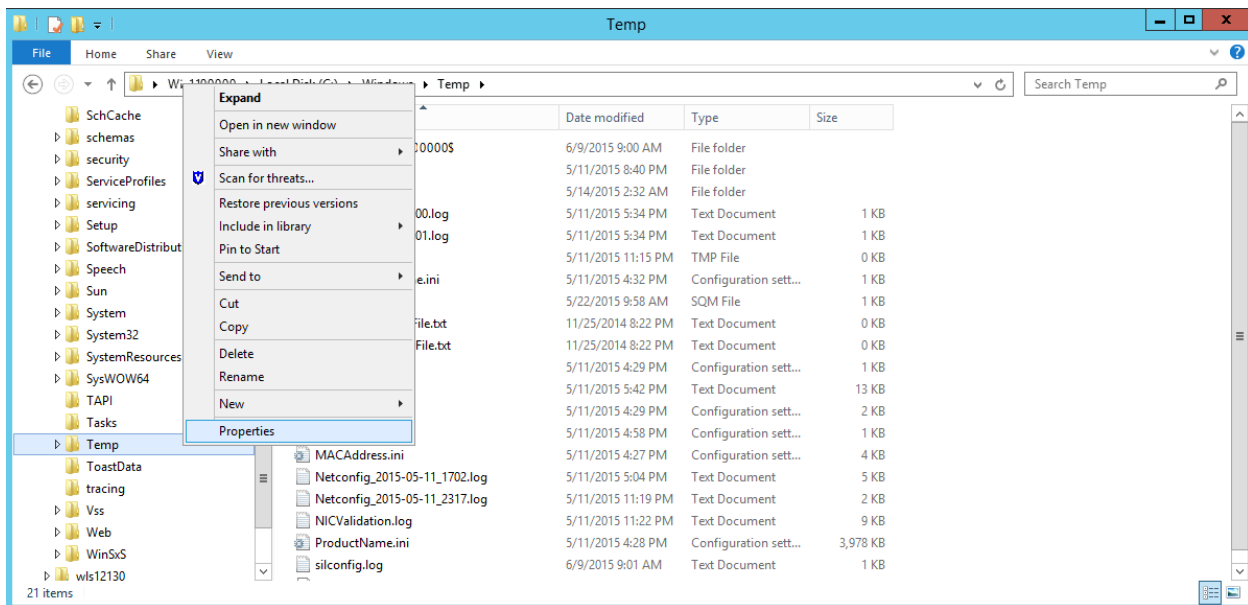 Temp
File Home Share View
Windows Temp Search Temp
SchCache
schemas
security
ServiceProfiles
servicing
Setup
SoftwareDistribut
Speech
Sun
System
System32
SystemResources
SysWOW64
TAPI
Tasks
Temp
ToastData
tracing
Vss
Web
WinSxS
wls12130
Expand
Open in new window
Share with
Scan for threats...
Restore previous versions
Include in library
Pin to Start
Send to
Cut
Copy
Delete
Rename
New
Properties
Date modified Type Size
0000$ 6/9/2015 9:00 AM File folder
5/11/2015 8:40 PM File folder
5/14/2015 2:32 AM File folder
00.log 5/11/2015 5:34 PM Text Document 1 KB
01.log 5/11/2015 5:34 PM Text Document 1 KB
5/11/2015 11:15 PM TMP File 0 KB
e.ini 5/11/2015 4:32 PM Configuration sett... 1 KB
5/22/2015 9:58 AM SQM File 1 KB
File.txt 11/25/2014 8:22 PM Text Document 0 KB
File.txt 11/25/2014 8:22 PM Text Document 0 KB
5/11/2015 4:29 PM Configuration sett... 1 KB
5/11/2015 5:42 PM Text Document 13 KB
5/11/2015 4:29 PM Configuration sett... 2 KB
5/11/2015 4:58 PM Configuration sett... 1 KB
MACAddress.ini 5/11/2015 4:27 PM Configuration sett... 4 KB
Netconfig_2015-05-11_1702.log 5/11/2015 5:04 PM Text Document 5 KB
Netconfig_2015-05-11_2317.log 5/11/2015 11:19 PM Text Document 2 KB
NICValidation.log 5/11/2015 11:22 PM Text Document 9 KB
ProductName.ini 5/11/2015 4:28 PM Configuration sett... 3,978 KB
silconfig.log 6/9/2015 9:01 AM Text Document 1 KB
21 items